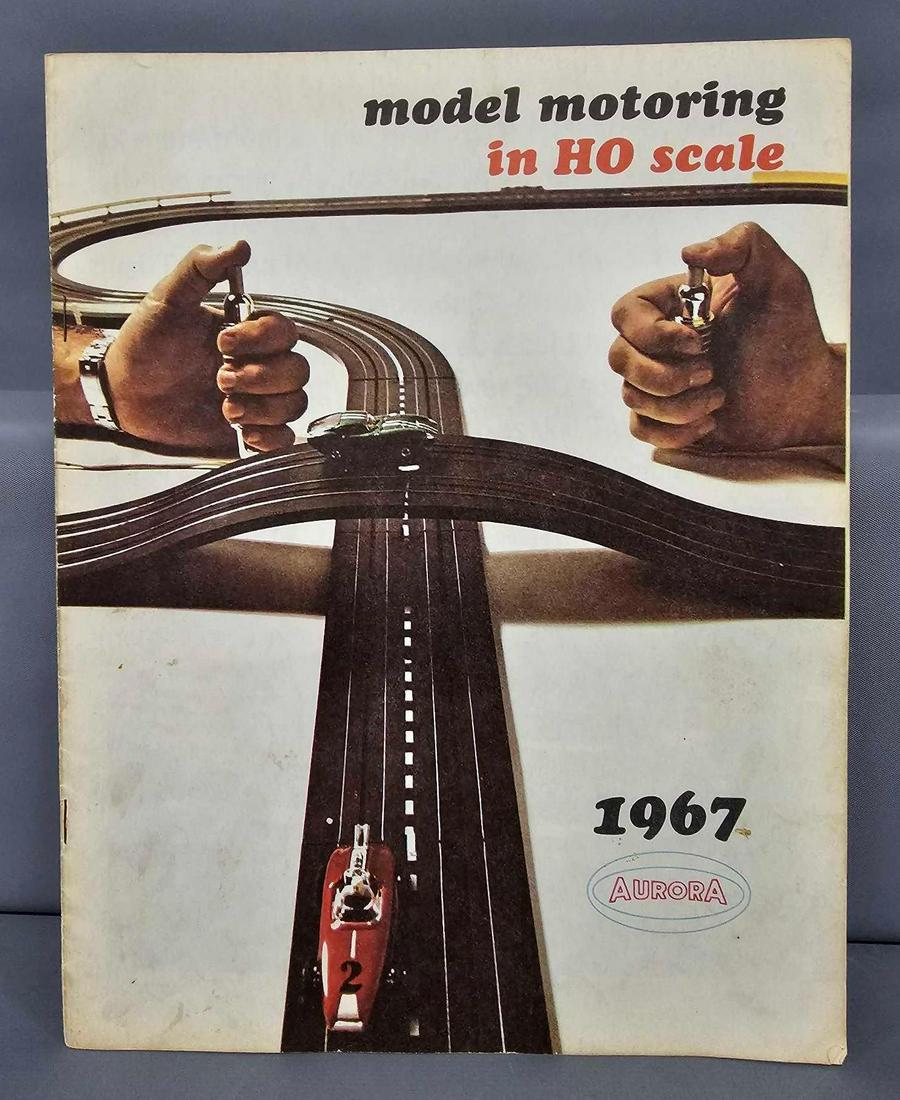 model motoring
in HO scale
1967
AURORA
2